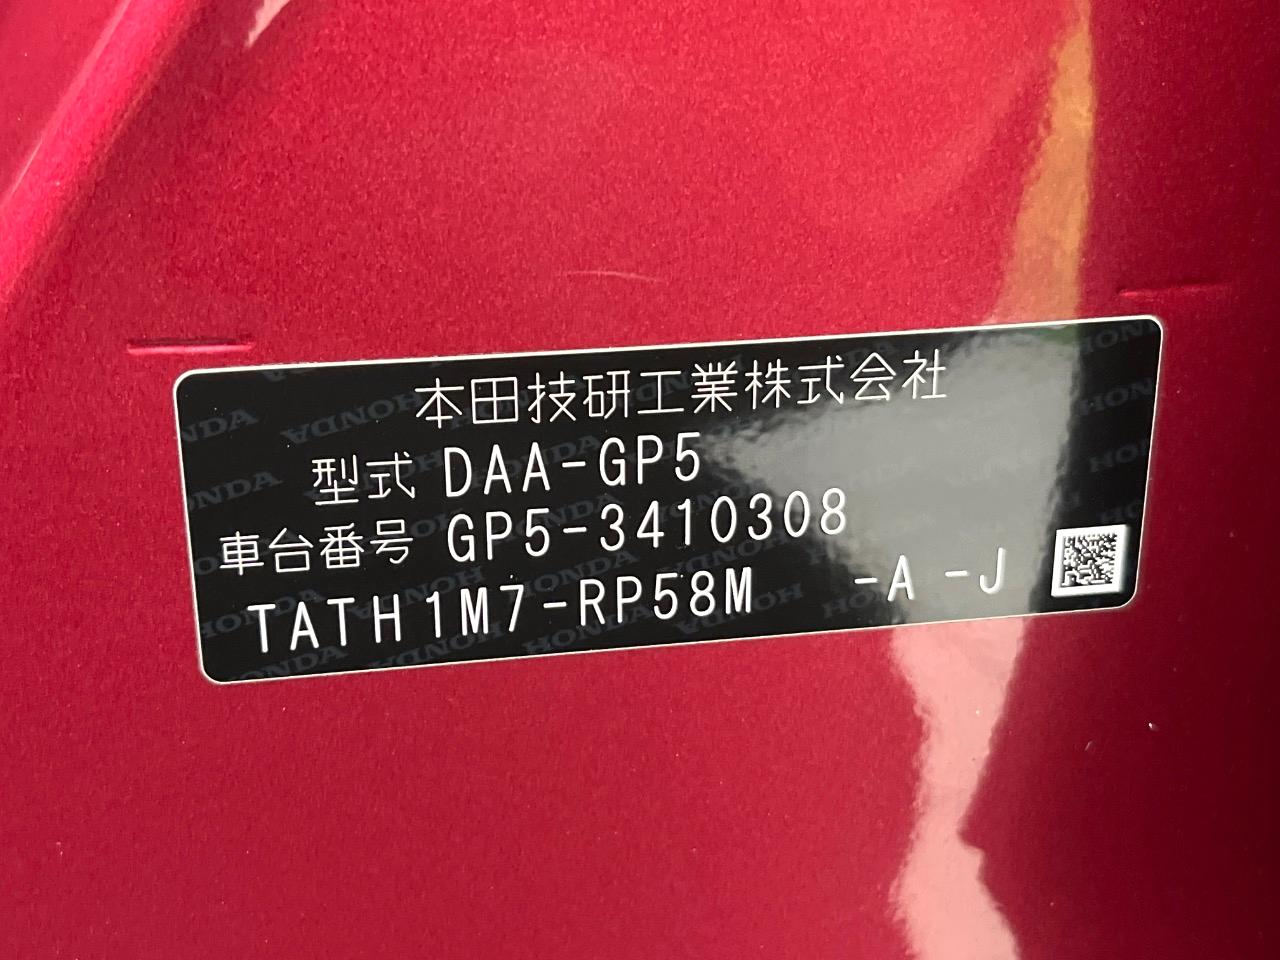 本田技研工業株式会社
型式 DAA-GP5
車台番号 GP5-3410308
TATH1M7-RP58M -A -J